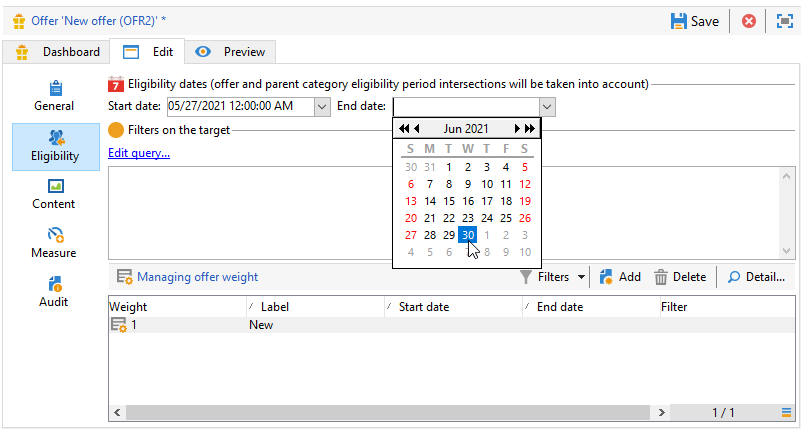 Offer 'New offer (OFR2)' *
Save
Dashboard Edit Preview
General
Eligibility
Content
Measure
Audit
7 Eligibility dates (offer and parent category eligibility period intersections will be taken into account)
Start date: 05/27/2021 12:00:00 AM End date:
Filters on the target
Edit query...
Jun 2021
S M T W T F S
30 31 1 2 3 4 5
6 7 8 9 10 11 12
13 14 15 16 17 18 19
20 21 22 23 24 25 26
27 28 29 30 1 2 3
4 5 6 7 8 9 10
Managing offer weight Filters Add Delete Detail...
Weight Label Start date End date Filter
1 New
1 / 1